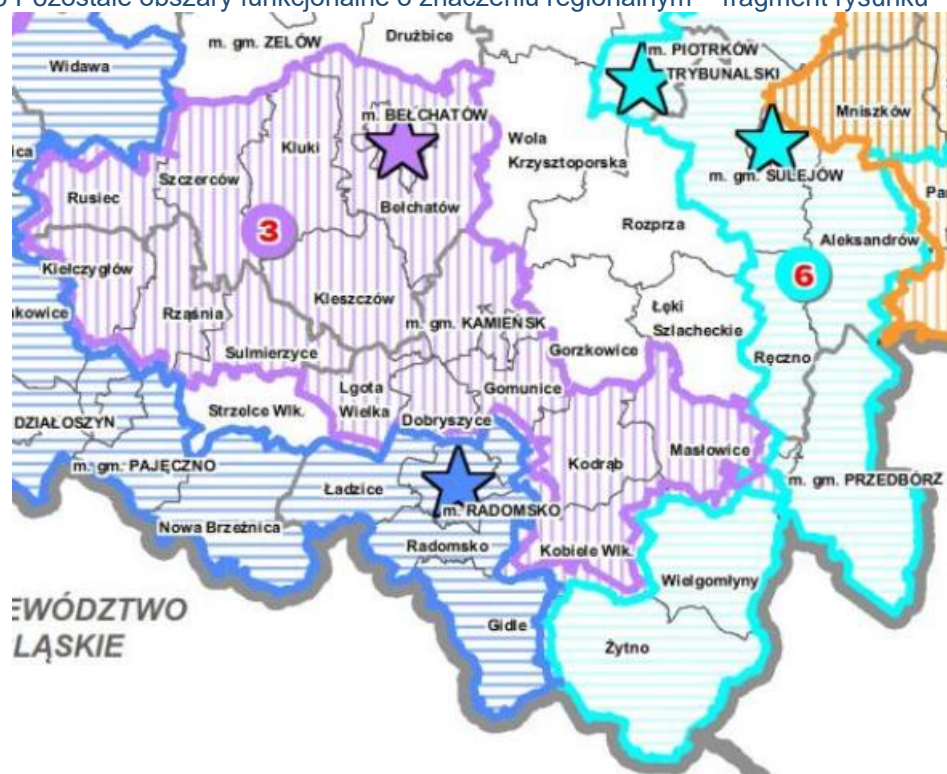 Pozostałe obszary funkcjonalne o znaczeniu regionalnym – fragment rysunku
m. gm. ZELÓW
Drużbice
Widawa
m. PIOTRKÓW
TRYBUNALSKI
Mniszków
m. BEŁCHATÓW
Wola
Krzysztoporska
Kluki
Szczerców
ica
Rusiec
m. gm. SULEJÓW
Pa
Bełchatów
Rozprza
Aleksandrów
3
6
Kiełczygłów
Kleszczów
nkowice
Rząśnia
m. gm. KAMIEŃSK
Łęki
Szlacheckie
Sulmierzyce
Gorzkowice
Ręczno
Lgota
Wielka
Gomunice
Strzelce Wlk.
Dobryszyce
DZIAŁOSZYN
Masłowice
Kodrąb
m. gm. PAJĘCZNO
m. gm. PRZEDBÓRZ
Ładzice
m. RADOMSKO
Nowa Brzeźnica
Radomsko
Kobiele Wlk.
Wielgomłyny
EWÓDZTWO
LĄSKIE
Gidle
Żytno